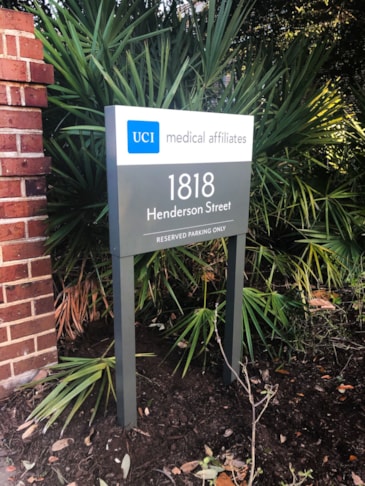 UCI medical affiliates
1818
Henderson Street
RESERVED PARKING ONLY